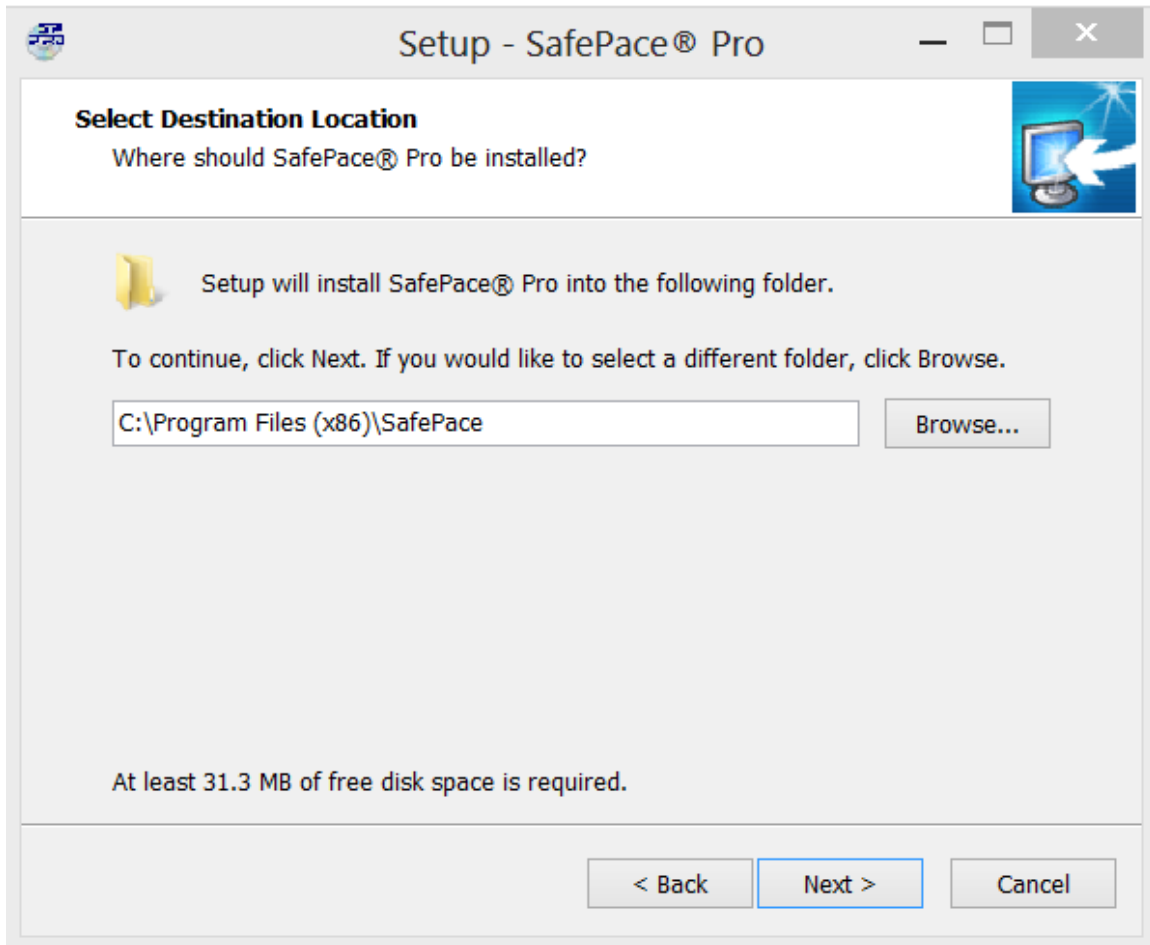 Setup - SafePace® Pro
Select Destination Location
Where should SafePace® Pro be installed?
Setup will install SafePace® Pro into the following folder.
To continue, click Next. If you would like to select a different folder, click Browse.
C:\Program Files (x86)\SafePace
Browse...
At least 31.3 MB of free disk space is required.
< Back
Next >
Cancel